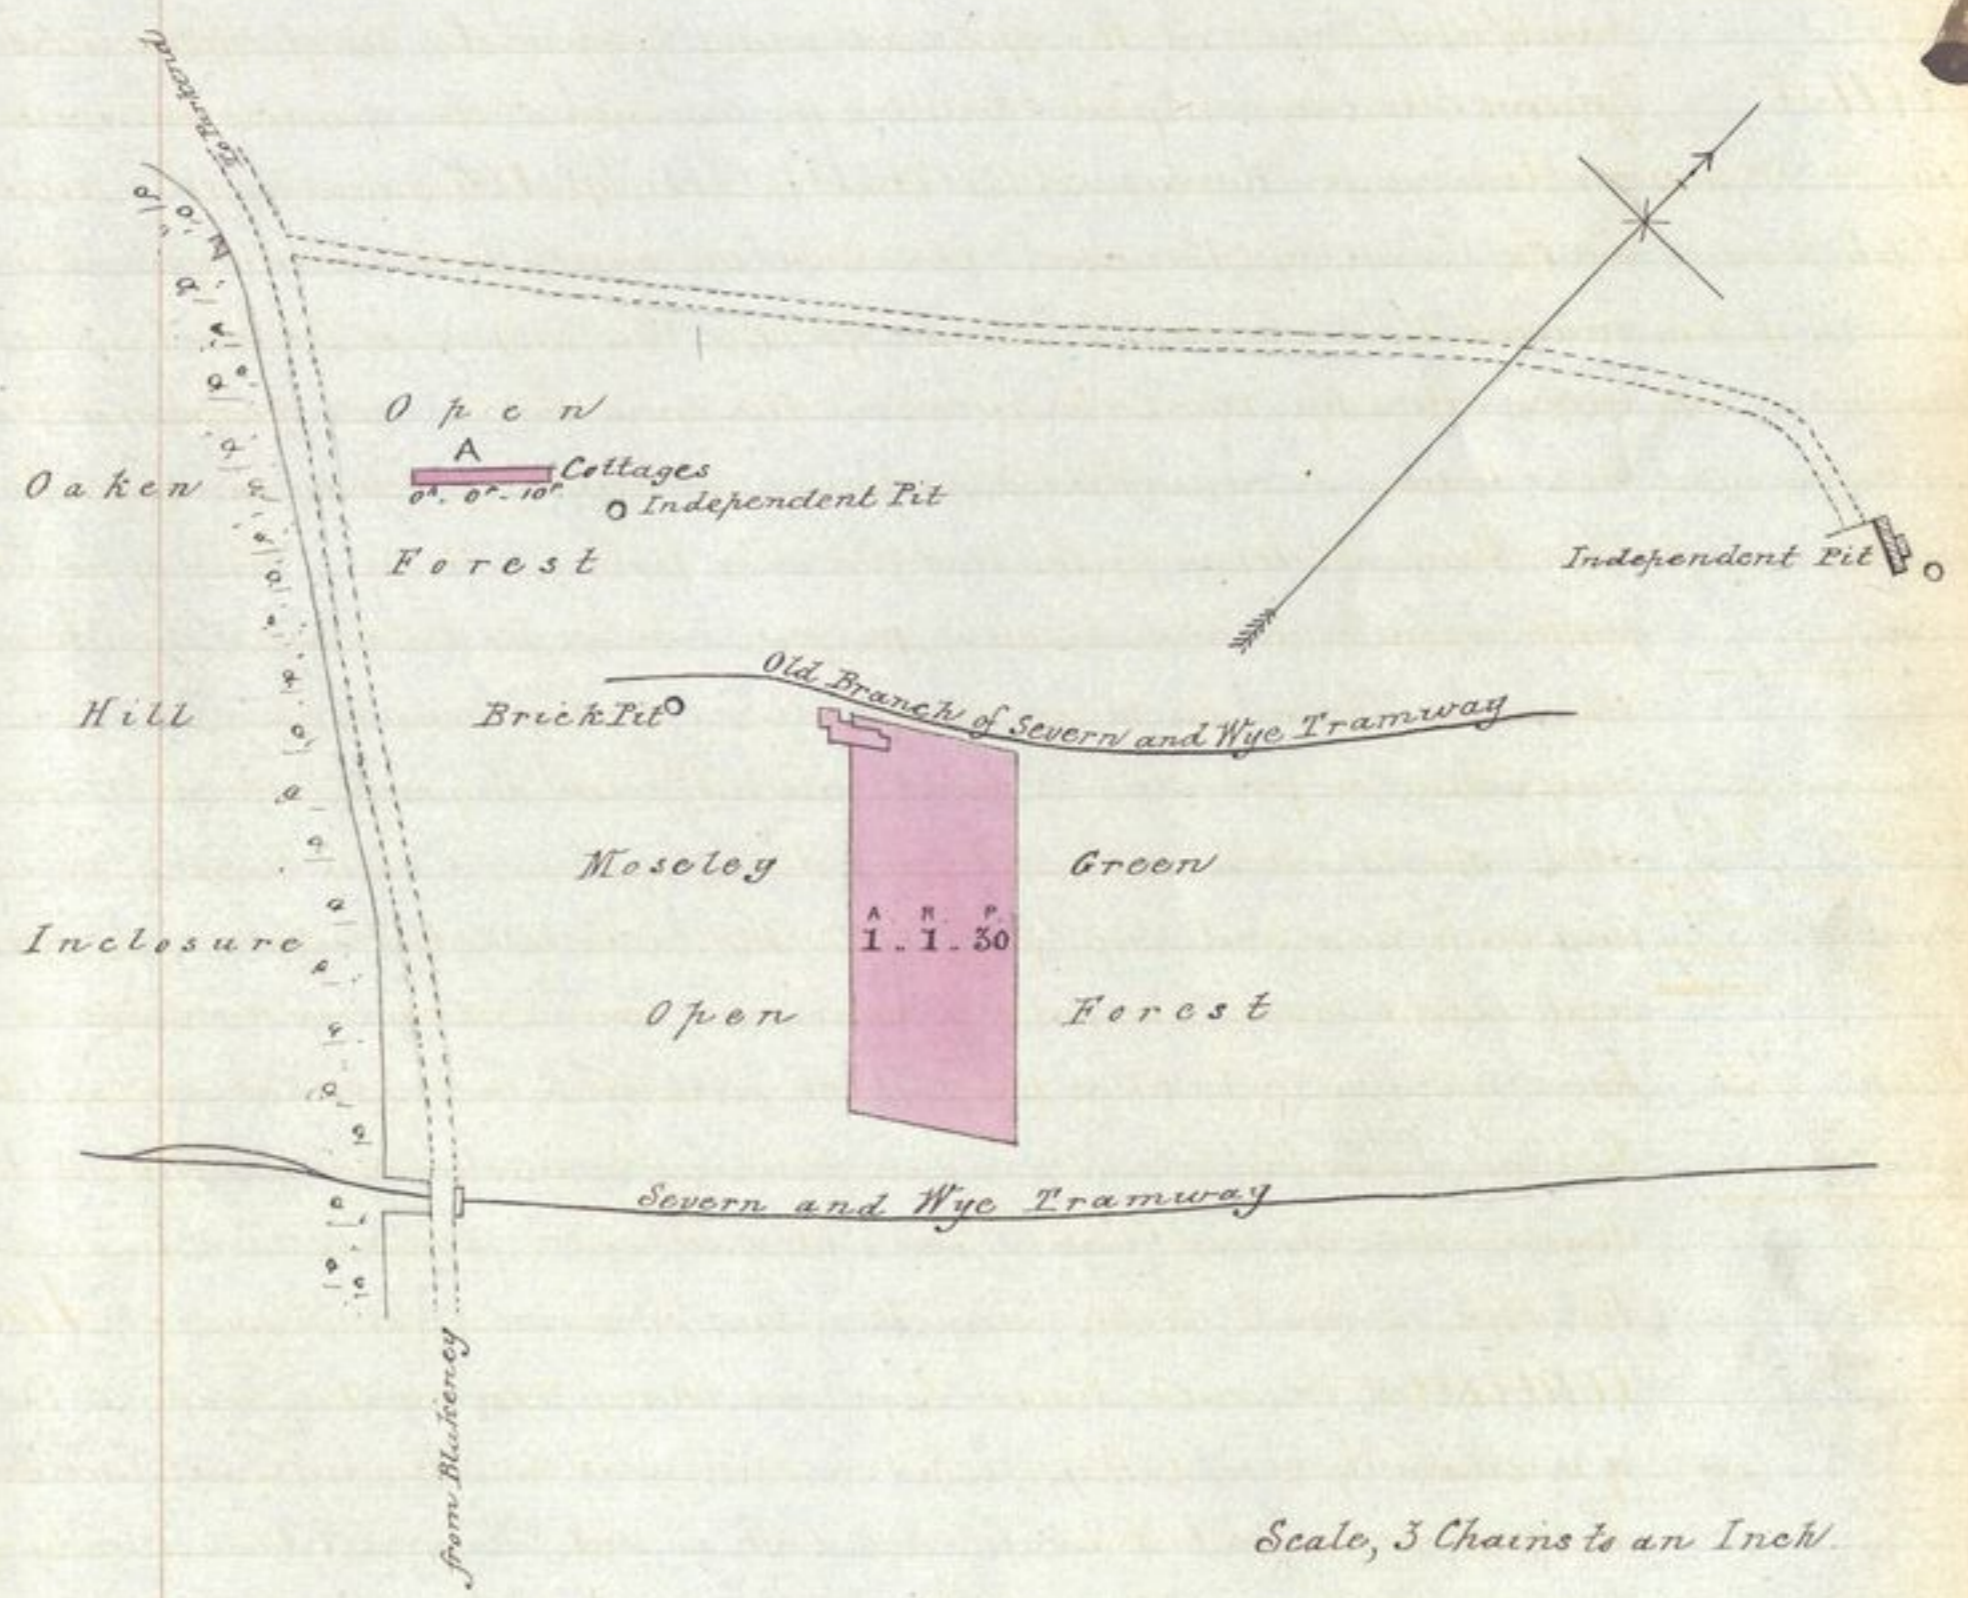 To Parkend
Open
A
Cottages
0A. 0R. 10P
Independent Pit
Oaken
Forest
Independent Pit
Old Branch of Severn and Wye Tramway
Hill
Brick Pit
Moseley Green
A. R. P.
1 - 1 - 30
Inclosure
Open Forest
Severn and Wye Tramway
from Blakeney
Scale, 3 Chains to an Inch.